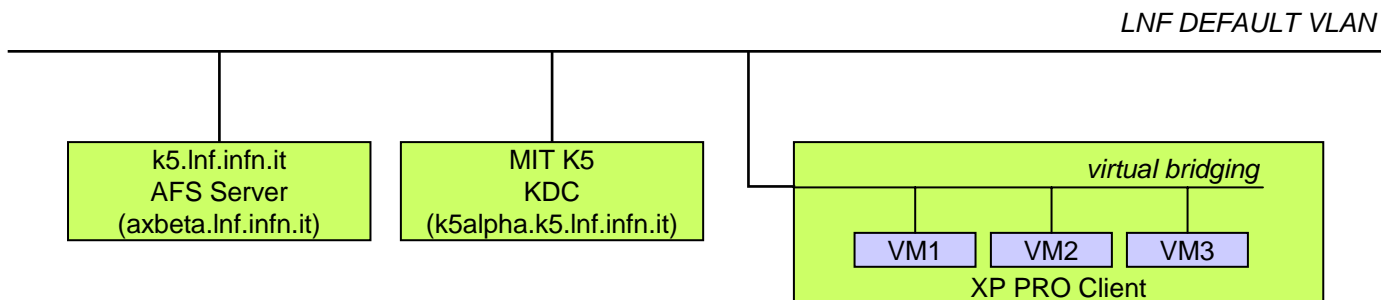 LNF DEFAULT VLAN
k5.lnf.infn.it
AFS Server
(axbeta.lnf.infn.it)
MIT K5
KDC
(k5alpha.k5.lnf.infn.it)
virtual bridging
VM1
VM2
VM3
XP PRO Client